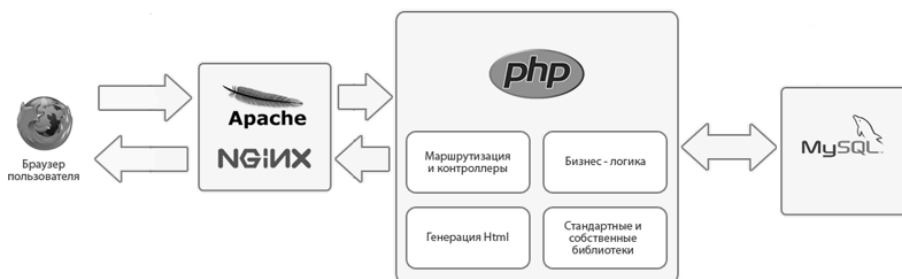 Браузер
пользователя
Apache
NGiNX
php
Маршрутизация
и контроллеры
Бизнес - логика
Генерация Html
Стандартные и
собственные
библиотеки
MySQL